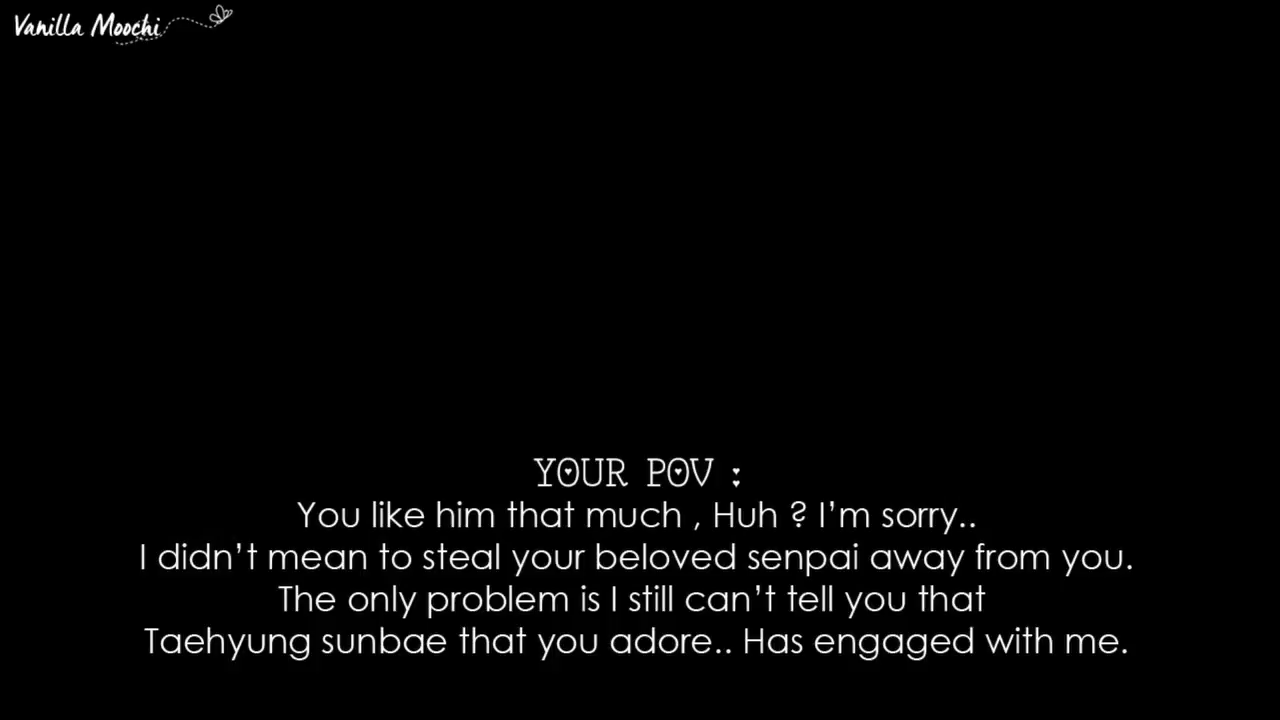 Vanilla Moochi
YOUR POV :
You like him that much , Huh ? I'm sorry..
I didn't mean to steal your beloved senpai away from you.
The only problem is I still can't tell you that
Taehyung sunbae that you adore.. Has engaged with me.